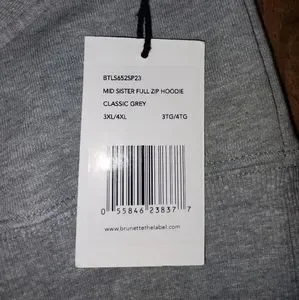 BTLS652SP23
MID SISTER FULL ZIP HOODIE
CLASSIC GREY
3XL/4XL 3TG/4TG
0 55846 23837 7
www.brunettethelabel.com